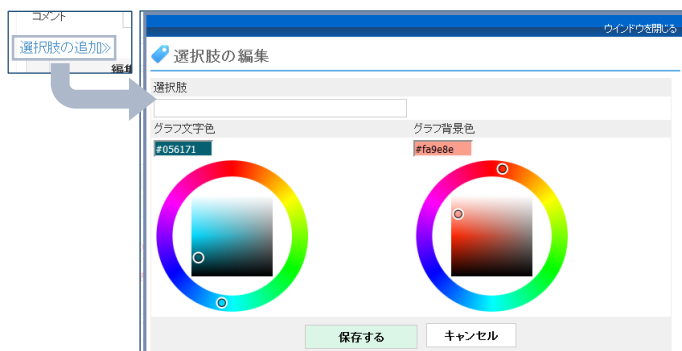 コメント
選択肢の追加»
編集
ウインドウを閉じる
選択肢の編集
選択肢
グラフ文字色
グラフ背景色
#056171
#fa9e8e
保存する
キャンセル